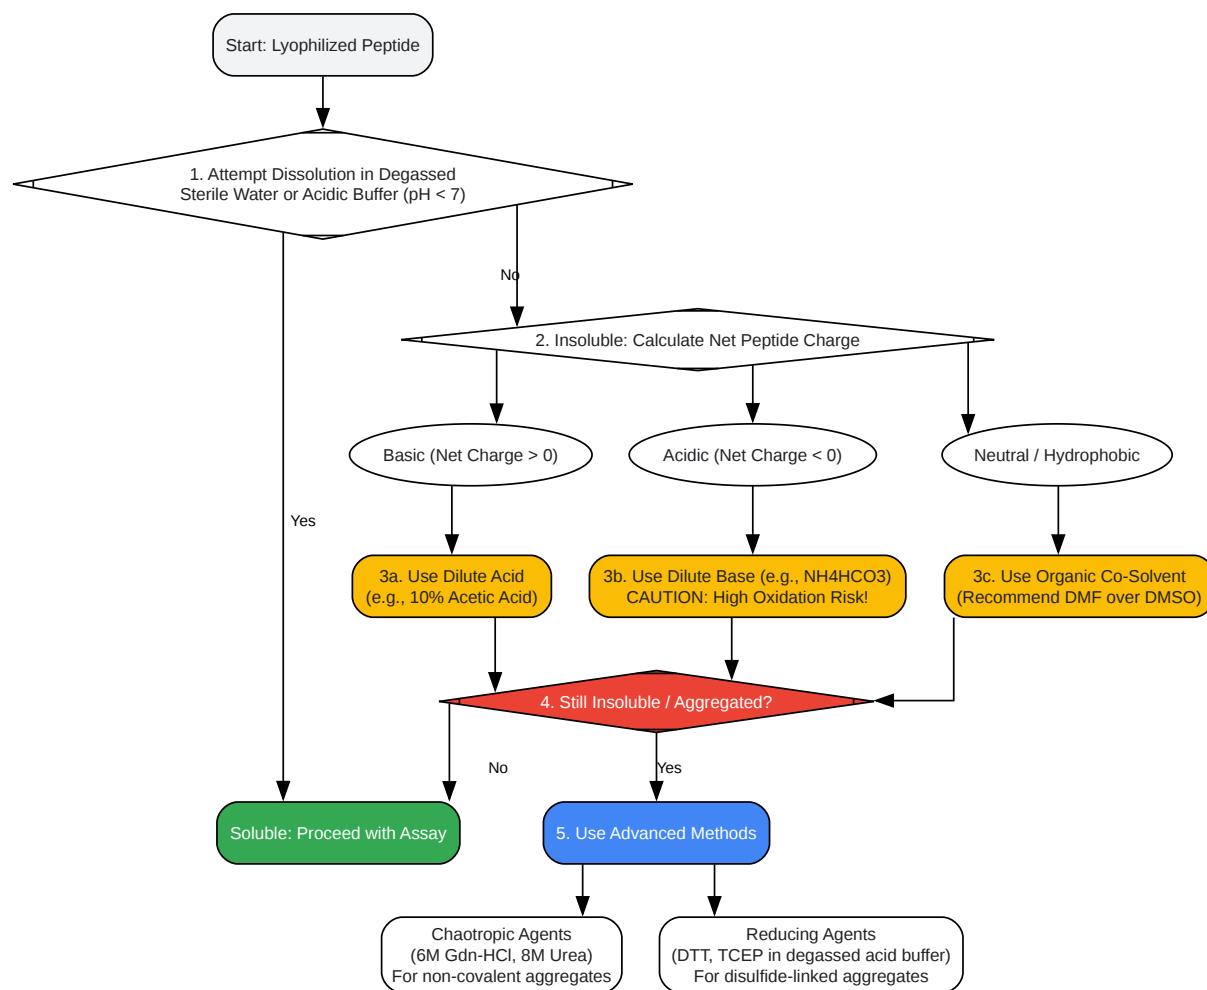 Start: Lyophilized Peptide
1. Attempt Dissolution in Degassed
Sterile Water or Acidic Buffer (pH < 7)
No
2. Insoluble: Calculate Net Peptide Charge
Basic (Net Charge > 0)
Acidic (Net Charge < 0)
Neutral / Hydrophobic
Yes
3a. Use Dilute Acid
(e.g., 10% Acetic Acid)
3b. Use Dilute Base (e.g., NH4HCO3)
CAUTION: High Oxidation Risk!
3c. Use Organic Co-Solvent
(Recommend DMF over DMSO)
4. Still Insoluble / Aggregated?
No
Yes
Soluble: Proceed with Assay
5. Use Advanced Methods
Chaotropic Agents
(6M Gdn-HCl, 8M Urea)
For non-covalent aggregates
Reducing Agents
(DTT, TCEP in degassed acid buffer)
For disulfide-linked aggregates